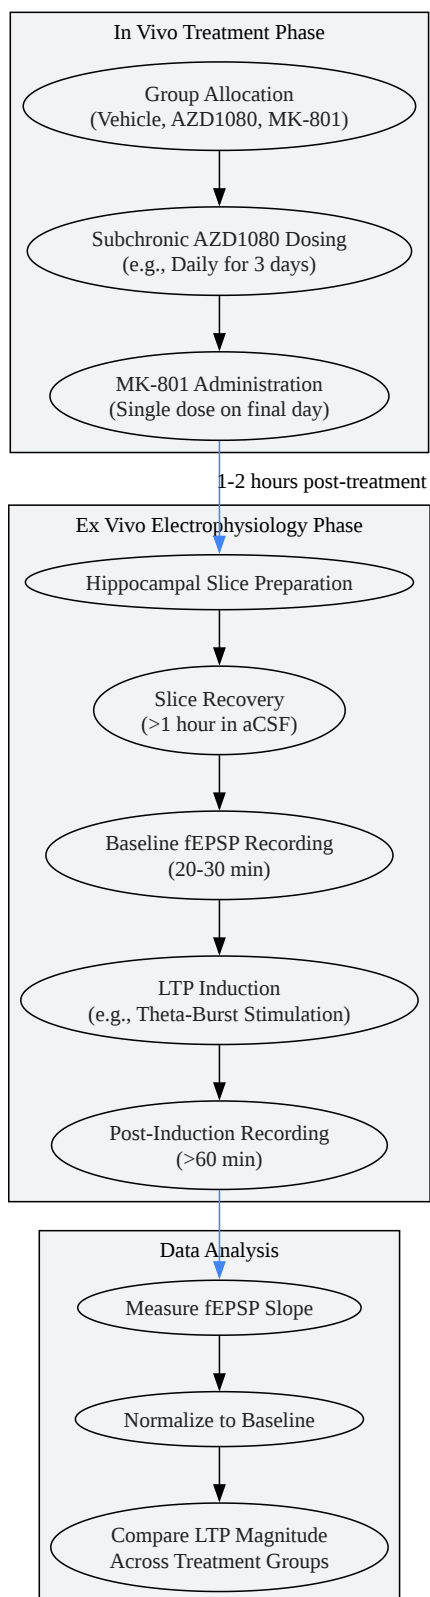 In Vivo Treatment Phase
Group Allocation
(Vehicle, AZD1080, MK-801)
Subchronic AZD1080 Dosing
(e.g., Daily for 3 days)
MK-801 Administration
(Single dose on final day)
1-2 hours post-treatment
Ex Vivo Electrophysiology Phase
Hippocampal Slice Preparation
Slice Recovery
(>1 hour in aCSF)
Baseline fEPSP Recording
(20-30 min)
LTP Induction
(e.g., Theta-Burst Stimulation)
Post-Induction Recording
(>60 min)
Data Analysis
Measure fEPSP Slope
Normalize to Baseline
Compare LTP Magnitude
Across Treatment Groups